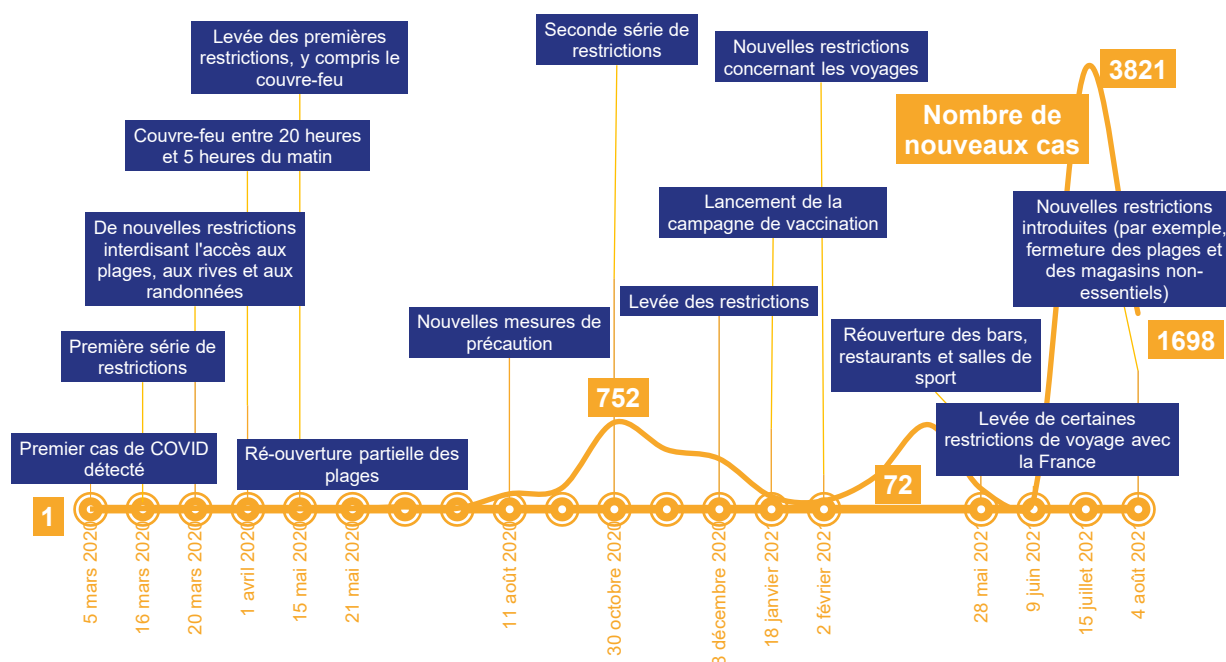 Levée des premières
restrictions, y compris le
couvre-feu
Seconde série de
restrictions
Nouvelles restrictions
concernant les voyages
3821
Nombre de
nouveaux cas
Couvre-feu entre 20 heures
et 5 heures du matin
De nouvelles restrictions
interdisant l'accès aux
plages, aux rives et aux
randonnées
Lancement de la
campagne de vaccination
Nouvelles restrictions
introduites (par exemple,
fermeture des plages et
des magasins non-
essentiels)
Levée des restrictions
Nouvelles mesures de
précaution
Première série de
restrictions
Réouverture des bars,
restaurants et salles de
sport
1698
752
Premier cas de COVID
détecté
Ré-ouverture partielle des
plages
Levée de certaines
restrictions de voyage avec
la France
72
1
5 mars 2020
16 mars 2020
20 mars 2020
1 avril 2020
15 mai 2020
21 mai 2020
11 août 2020
30 octobre 2020
décembre 2020
18 janvier 2021
2 février 2021
28 mai 2021
9 juin 2021
15 juillet 2021
4 août 2021